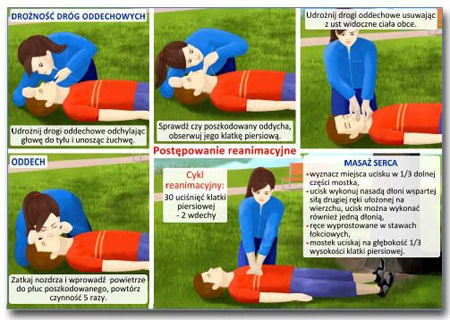 DROŻNOŚĆ DRÓG ODDECHOWYCH
Udrożnij drogi oddechowe odchylając
głowę do tyłu i unosząc żuchwę.
Sprawdź czy poszkodowany oddycha,
obserwuj jego klatkę piersiową.
Udrożnij drogi oddechowe usuwając
z ust widoczne ciała obce.
Postępowanie reanimacyjne
ODDECH
Zatkaj nozdrza i wprowadź powietrze
do płuc poszkodowanego, powtórz
czynność 5 razy.
Cykl
reanimacyjny:
30 uciśnięć klatki
piersiowej
- 2 wdechy
MASAŻ SERCA
•wyznacz miejsca ucisku w 1/3 dolnej
części mostka,
•ucisk wykonuj nasadą dłoni wspartej
siłą drugiej ręki ułożonej na
wierzchu, ucisk można wykonać
również jedną dłonią,
•ręce wyprostowane w stawach
łokciowych,
•mostek uciskaj na głębokość 1/3
wysokości klatki piersiowej.